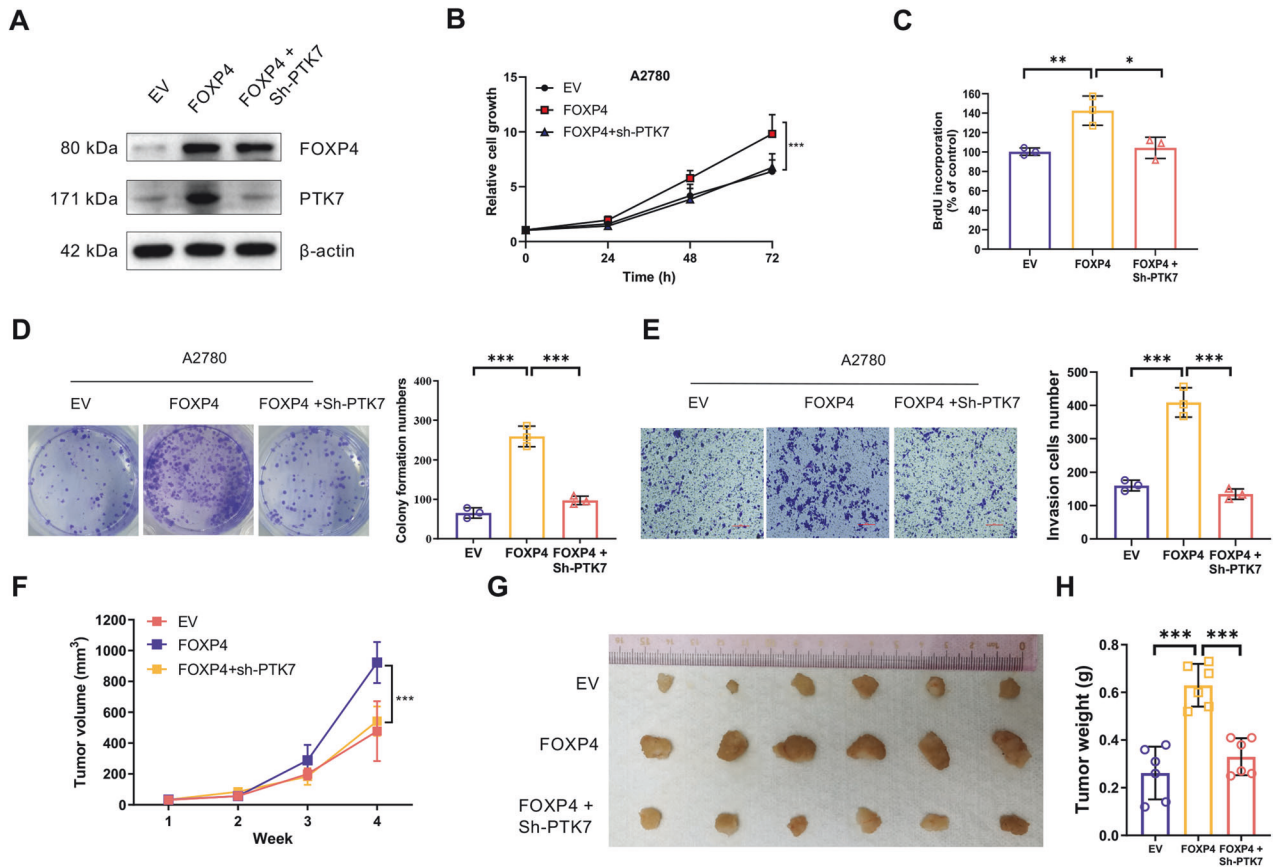 A
EV
FOXP4
FOXP4 +
Sh-PTK7
80 kDa
FOXP4
171 kDa
PTK7
42 kDa
β-actin
B
A2780
EV
FOXP4
FOXP4+sh-PTK7
Relative cell growth
15
10
5
0
***
0
24
48
72
Time (h)
C
**
*
BrdU incorporation
(% of control)
160
140
120
100
80
60
40
20
0
EV
FOXP4
FOXP4 +
Sh-PTK7
D
A2780
EV
FOXP4
FOXP4 +Sh-PTK7
***
***
Colony formation numbers
400
300
200
100
0
EV
FOXP4
FOXP4 +
Sh-PTK7
E
A2780
EV
FOXP4
FOXP4 +Sh-PTK7
***
***
Invasion cells number
500
400
300
200
100
0
EV
FOXP4
FOXP4 +
Sh-PTK7
F
EV
FOXP4
FOXP4+sh-PTK7
Tumor volume (mm³)
1200
1000
800
600
400
200
0
***
1
2
3
4
Week
G
EV
FOXP4
FOXP4 +
Sh-PTK7
H
***
***
Tumor weight (g)
0.8
0.6
0.4
0.2
0.0
EV
FOXP4
FOXP4 +
Sh-PTK7